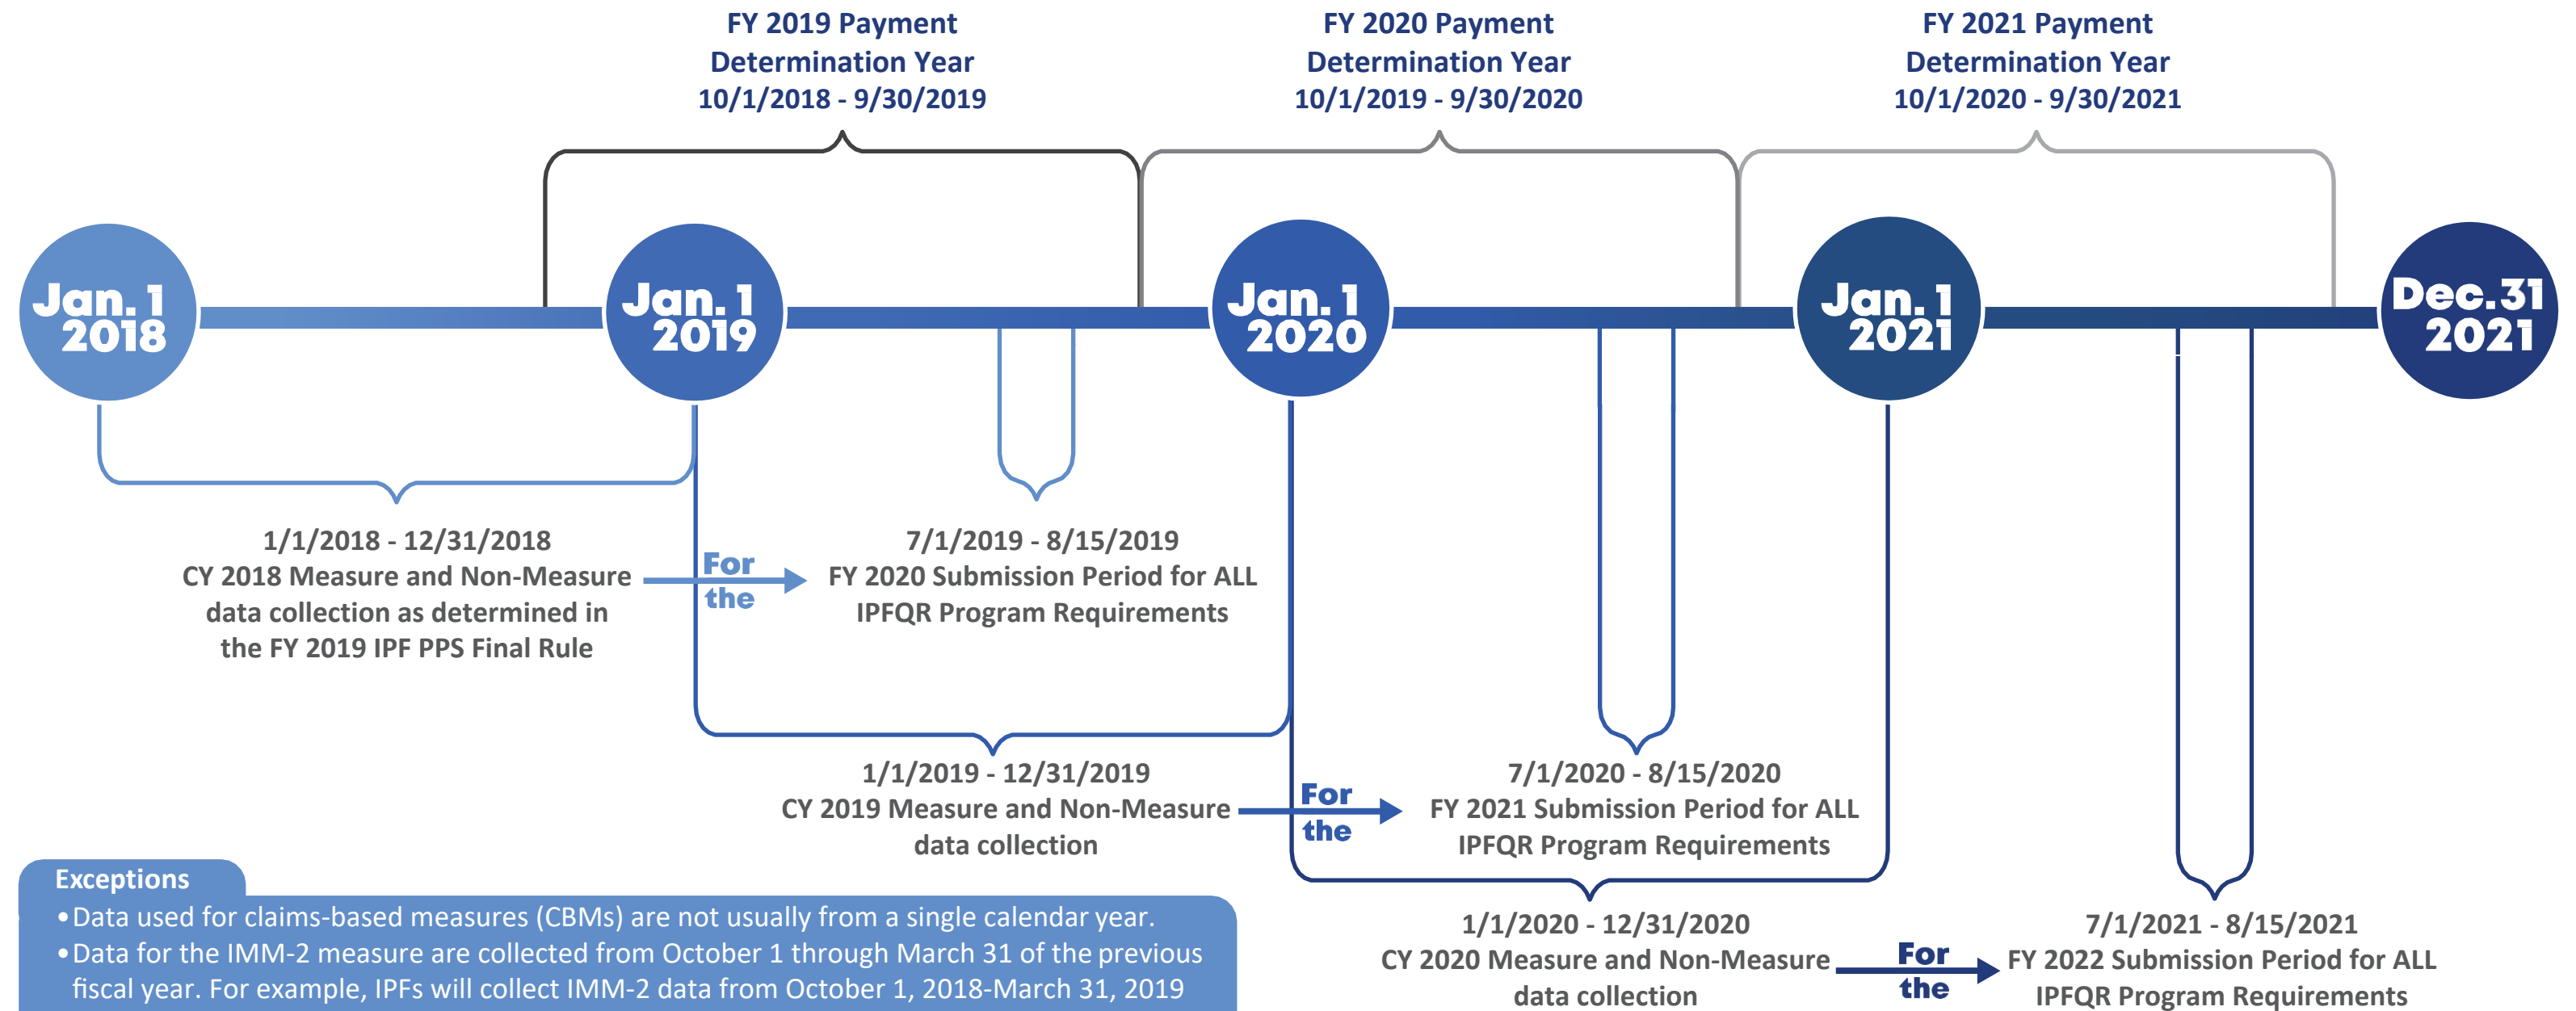 FY 2019 Payment
Determination Year
10/1/2018 - 9/30/2019
FY 2020 Payment
Determination Year
10/1/2019 - 9/30/2020
FY 2021 Payment
Determination Year
10/1/2020 - 9/30/2021
Jan. 1
2018
Jan. 1
2019
Jan. 1
2020
Jan. 1
2021
Dec.31
2021
1/1/2018 - 12/31/2018
CY 2018 Measure and Non-Measure
data collection as determined in
the FY 2019 IPF PPS Final Rule
For
the
7/1/2019 - 8/15/2019
FY 2020 Submission Period for ALL
IPFQR Program Requirements
1/1/2019 - 12/31/2019
CY 2019 Measure and Non-Measure
data collection
For
the
7/1/2020 - 8/15/2020
FY 2021 Submission Period for ALL
IPFQR Program Requirements
1/1/2020 - 12/31/2020
CY 2020 Measure and Non-Measure
data collection
For
the
7/1/2021 - 8/15/2021
FY 2022 Submission Period for ALL
IPFQR Program Requirements
Exceptions
•Data used for claims-based measures (CBMs) are not usually from a single calendar year.
•Data for the IMM-2 measure are collected from October 1 through March 31 of the previous
fiscal year. For example, IPFs will collect IMM-2 data from October 1, 2018-March 31, 2019